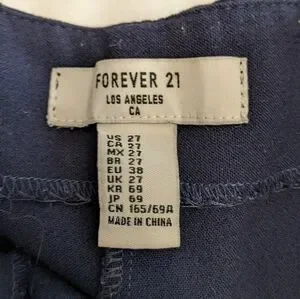 FOREVER 21
LOS ANGELES
CA
US 27
CA 27
MX 27
BR 27
EU 38
UK 27
KR 69
JP 69
CN 165/69A
MADE IN CHINA